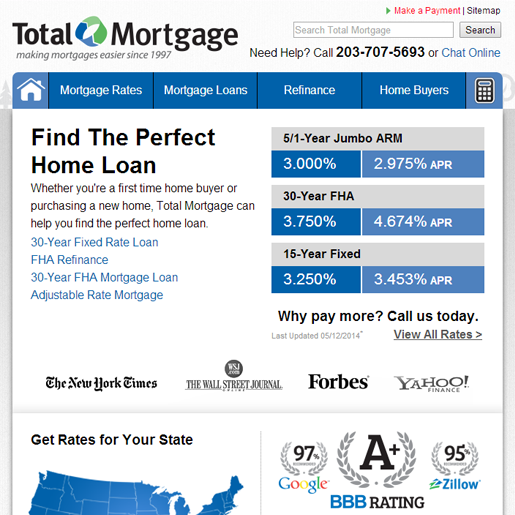 Make a Payment | Sitemap
Total Mortgage
making mortgages easier since 1997
Search Total Mortgage
Search
Need Help? Call 203-707-5693 or Chat Online
Mortgage Rates
Mortgage Loans
Refinance
Home Buyers
Find The Perfect
Home Loan
Whether you're a first time home buyer or
purchasing a new home, Total Mortgage can
help you find the perfect home loan.
30-Year Fixed Rate Loan
FHA Refinance
30-Year FHA Mortgage Loan
Adjustable Rate Mortgage
5/1-Year Jumbo ARM
3.000% 2.975% APR
30-Year FHA
3.750% 4.674% APR
15-Year Fixed
3.250% 3.453% APR
Why pay more? Call us today.
Last Updated 05/12/2014* View All Rates >
The New York Times
WSJ
.com
THE WALL STREET JOURNAL
Forbes
YAHOO!
FINANCE
Get Rates for Your State
97%
Google
A+
BBB RATING
95%
Zillow